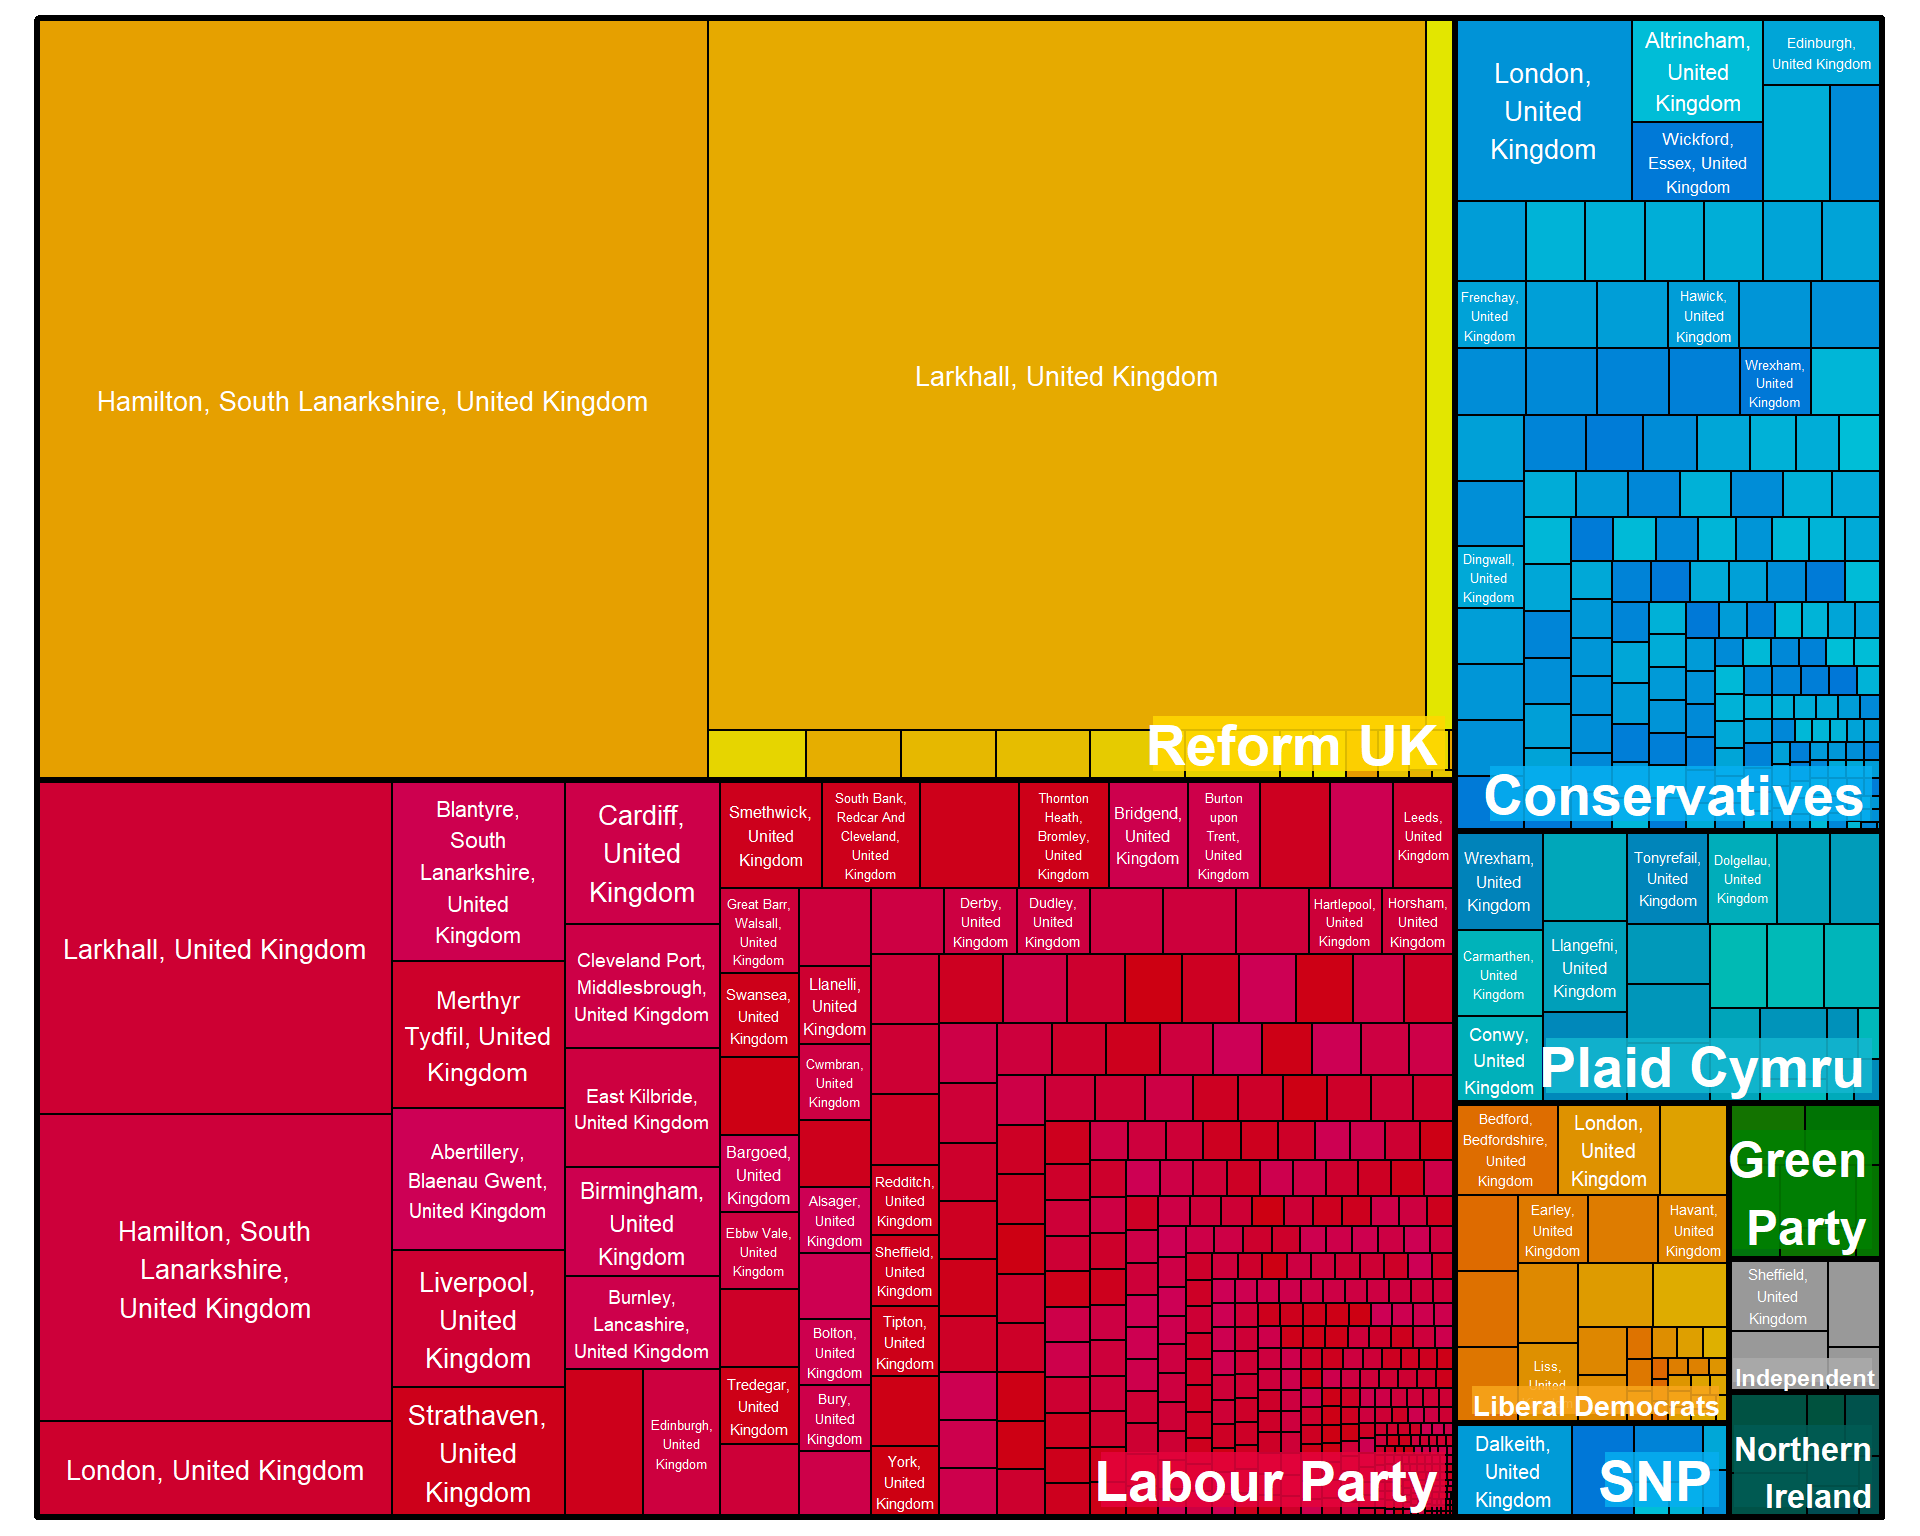 Hamilton, South Lanarkshire, United Kingdom
Larkhall, United Kingdom
Reform UK
London,
United
Kingdom
Altrincham,
United
Kingdom
Edinburgh,
United Kingdom
Wickford,
Essex, United
Kingdom
Frenchay,
United
Kingdom
Hawick,
United
Kingdom
Wrexham,
United
Kingdom
Dingwall,
United
Kingdom
Conservatives
Larkhall, United Kingdom
Hamilton, South
Lanarkshire,
United Kingdom
London, United Kingdom
Blantyre,
South
Lanarkshire,
United
Kingdom
Merthyr
Tydfil, United
Kingdom
Abertillery,
Blaenau Gwent,
United Kingdom
Liverpool,
United
Kingdom
Strathaven,
United
Kingdom
Cardiff,
United
Kingdom
Cleveland Port,
Middlesbrough,
United Kingdom
East Kilbride,
United Kingdom
Birmingham,
United
Kingdom
Burnley,
Lancashire,
United Kingdom
Edinburgh,
United
Kingdom
Smethwick,
United
Kingdom
South Bank,
Redcar And
Cleveland,
United
Kingdom
Thornton
Heath,
Bromley,
United
Kingdom
Bridgend,
United
Kingdom
Burton
upon
Trent,
United
Kingdom
Leeds,
United
Kingdom
Great Barr,
Walsall,
United
Kingdom
Swansea,
United
Kingdom
Bargoed,
United
Kingdom
Ebbw Vale,
United
Kingdom
Tredegar,
United
Kingdom
Llanelli,
United
Kingdom
Cwmbran,
United
Kingdom
Alsager,
United
Kingdom
Bolton,
United
Kingdom
Bury,
United
Kingdom
Derby,
United
Kingdom
Dudley,
United
Kingdom
Hartlepool,
United
Kingdom
Horsham,
United
Kingdom
Redditch,
United
Kingdom
Sheffield,
United
Kingdom
Tipton,
United
Kingdom
York,
United
Kingdom
Labour Party
Wrexham,
United
Kingdom
Tonyrefail,
United
Kingdom
Dolgellau,
United
Kingdom
Carmarthen,
United
Kingdom
Llangefni,
United
Kingdom
Conwy,
United
Kingdom
Plaid Cymru
Bedford,
Bedfordshire,
United
Kingdom
London,
United
Kingdom
Earley,
United
Kingdom
Havant,
United
Kingdom
Liss,
United
Liberal Democrats
Green
Party
Sheffield,
United
Kingdom
Independent
Dalkeith,
United
Kingdom
SNP
Northern
Ireland